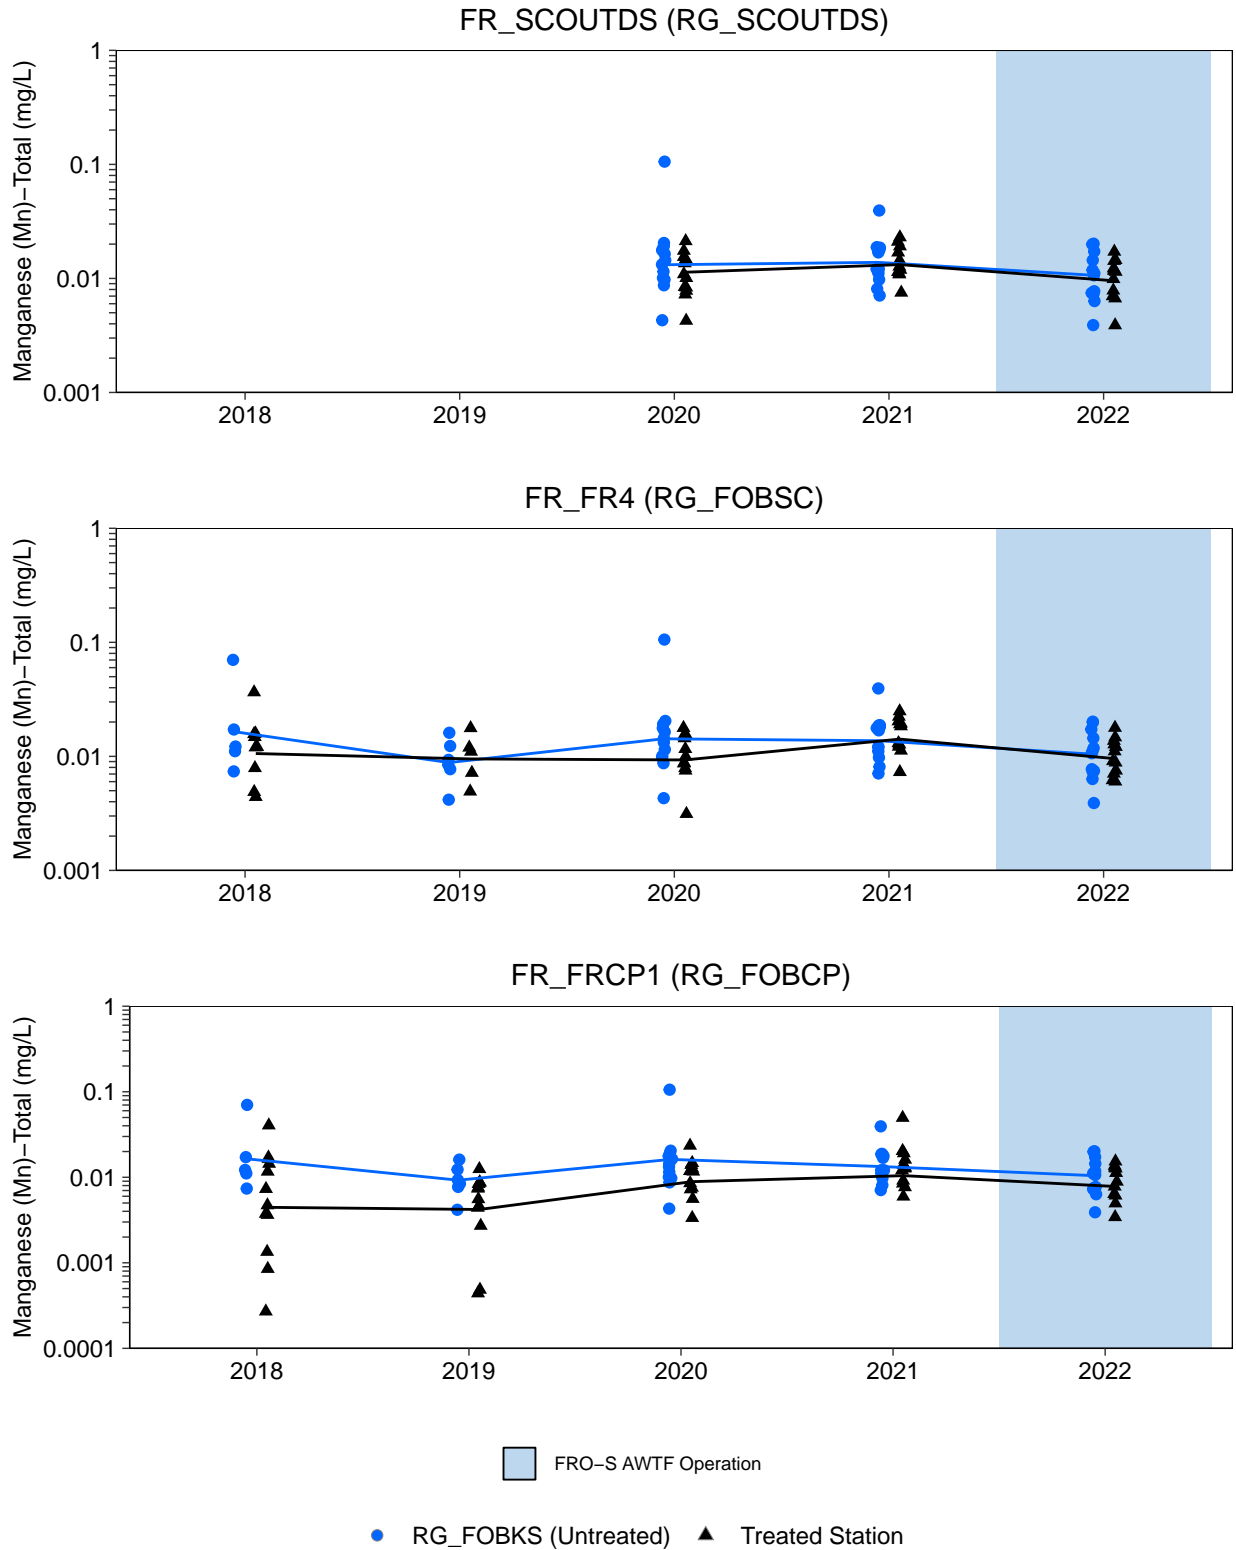 FR_SCOUTDS (RG_SCOUTDS)
Manganese (Mn)−Total (mg/L)
1
0.1
0.01
0.001
2018 2019 2020 2021 2022
FR_FR4 (RG_FOBSC)
Manganese (Mn)−Total (mg/L)
1
0.1
0.01
0.001
2018 2019 2020 2021 2022
FR_FRCP1 (RG_FOBCP)
Manganese (Mn)−Total (mg/L)
1
0.1
0.01
0.001
0.0001
2018 2019 2020 2021 2022
FRO−S AWTF Operation
RG_FOBKS (Untreated) Treated Station